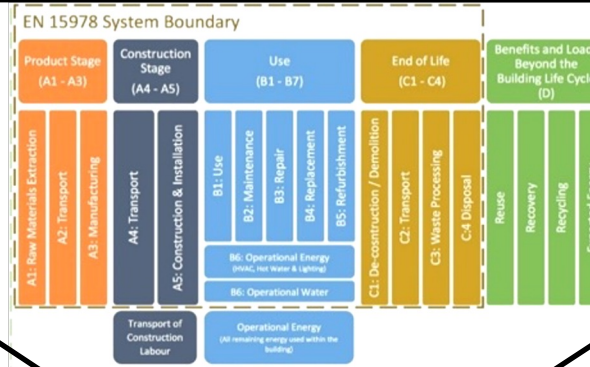 EN 15978 System Boundary
Product Stage
(A1 - A3)
Construction
Stage
(A4 - A5)
Use
(B1 - B7)
End of Life
(C1 - C4)
Benefits and Load
Beyond the
Building Life Cycl
(D)
A1: Raw Materials Extraction
A2: Transport
A3: Manufacturing
A4: Transport
A5: Construction & Installation
B1: Use
B2: Maintenance
B3: Repair
B4: Replacement
B5: Refurbishment
B6: Operational Energy
(HVAC, Hot Water & Lighting)
B6: Operational Water
C1: De-cosntruction / Demolition
C2: Transport
C3: Waste Processing
C:4 Disposal
Reuse
Recovery
Recycling
Transport of
Construction
Labour
Operational Energy
(All remaining energy used within the
building)